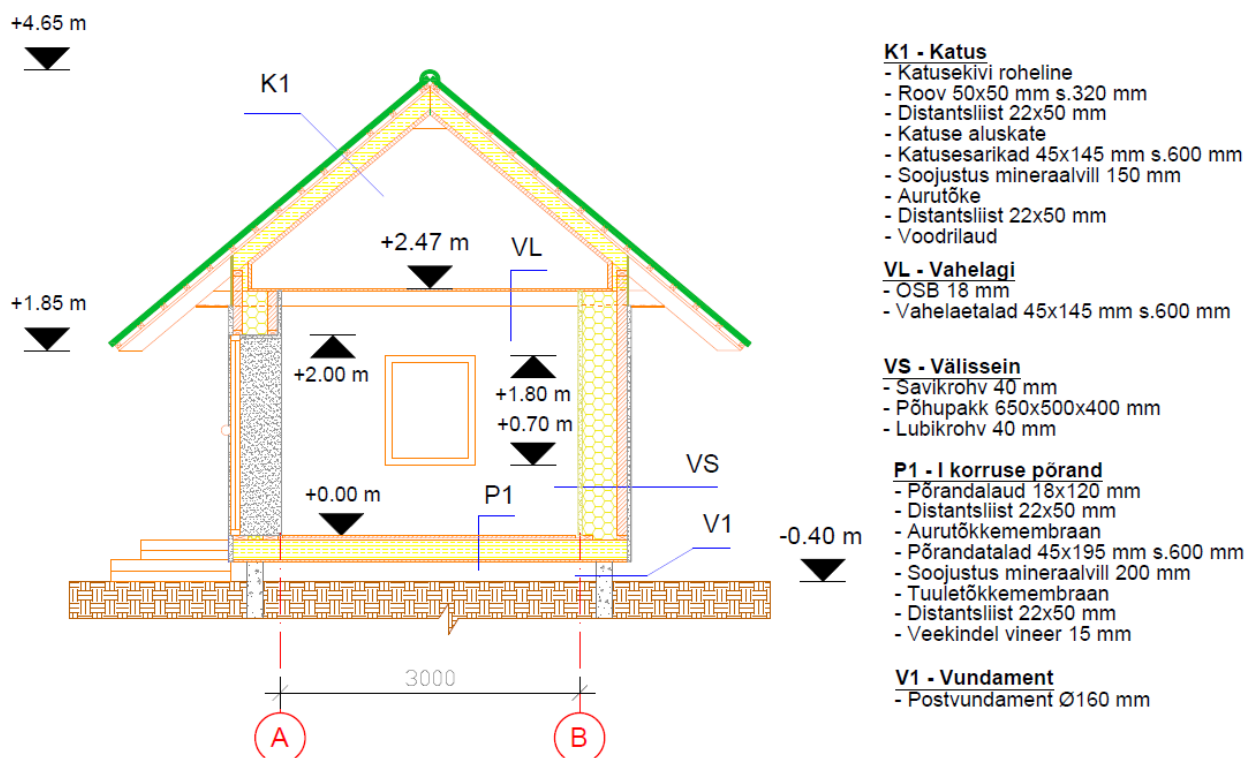 +4.65 m
K1
+2.47 m
VL
+1.85 m
+2.00 m
+1.80 m
+0.70 m
VS
+0.00 m
P1
V1
-0.40 m
3000
A
B
K1 - Katus
- Katusekivi roheline
- Roov 50x50 mm s.320 mm
- Distantsliist 22x50 mm
- Katuse aluskate
- Katusesarikad 45x145 mm s.600 mm
- Soojustus mineraalvill 150 mm
- Aurutõke
- Distantsliist 22x50 mm
- Voodrilaud
VL - Vahelagi
- OSB 18 mm
- Vahelaetalad 45x145 mm s.600 mm
VS - Välissein
- Savikrohv 40 mm
- Põhupakk 650x500x400 mm
- Lubikrohv 40 mm
P1 - I korruse põrand
- Põrandalaud 18x120 mm
- Distantsliist 22x50 mm
- Aurutõkkemembraan
- Põrandatalad 45x195 mm s.600 mm
- Soojustus mineraalvill 200 mm
- Tuuletõkkemembraan
- Distantsliist 22x50 mm
- Veekindel vineer 15 mm
V1 - Vundament
- Postvundament Ø160 mm